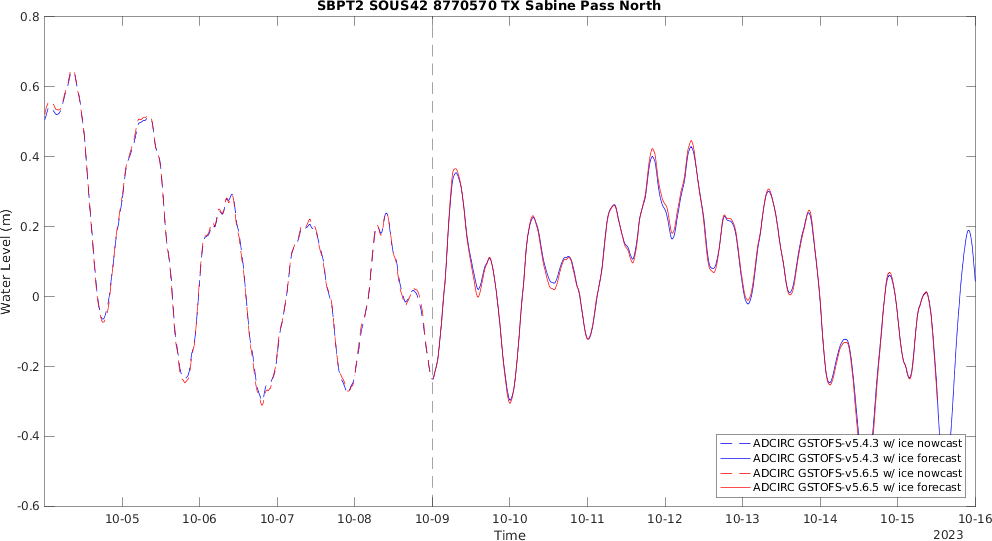 SBPT2 SOUS42 8770570 TX Sabine Pass North
0.8
0.6
0.4
0.2
0
-0.2
-0.4
-0.6
Water Level (m)
10-05 10-06 10-07 10-08 10-09 10-10 10-11 10-12 10-13 10-14 10-15 10-16
Time
2023
ADCIRC GSTOFS-v5.4.3 w/ ice nowcast
ADCIRC GSTOFS-v5.4.3 w/ ice forecast
ADCIRC GSTOFS-v5.6.5 w/ ice nowcast
ADCIRC GSTOFS-v5.6.5 w/ ice forecast